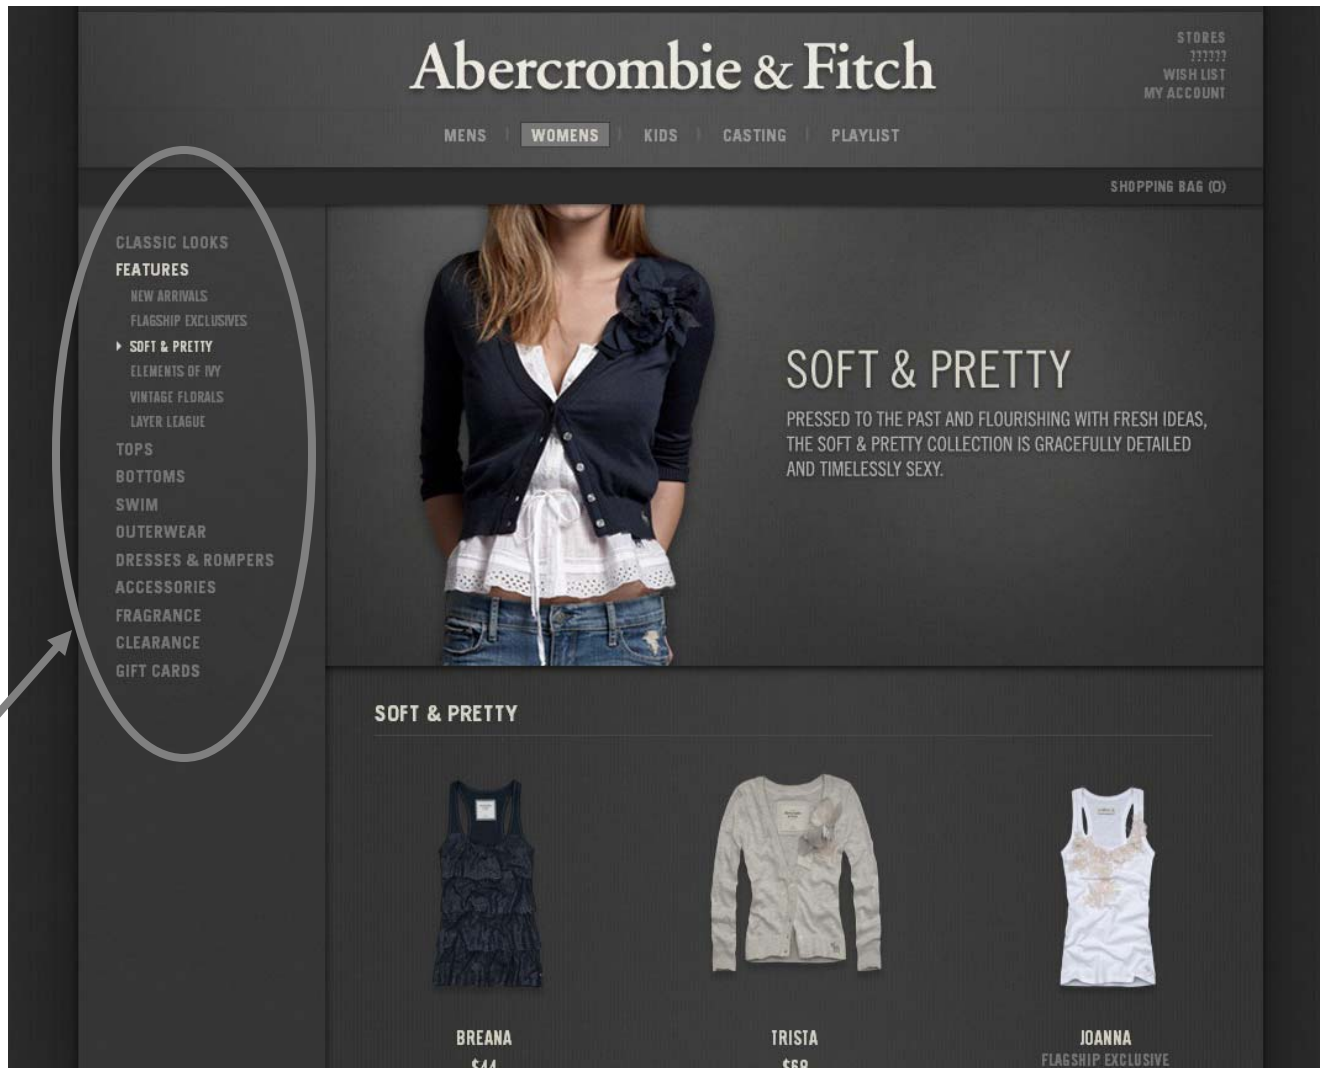 Abercrombie & Fitch
STORES
??????
WISH LIST
MY ACCOUNT
MENS
WOMENS
KIDS
CASTING
PLAYLIST
SHOPPING BAG (0)
CLASSIC LOOKS
FEATURES
NEW ARRIVALS
FLAGSHIP EXCLUSIVES
SOFT & PRETTY
ELEMENTS OF IVY
VINTAGE FLORALS
LAYER LEAGUE
TOPS
BOTTOMS
SWIM
OUTERWEAR
DRESSES & ROMPERS
ACCESSORIES
FRAGRANCE
CLEARANCE
GIFT CARDS
SOFT & PRETTY
PRESSED TO THE PAST AND FLOURISHING WITH FRESH IDEAS,
THE SOFT & PRETTY COLLECTION IS GRACEFULLY DETAILED
AND TIMELESSLY SEXY.
SOFT & PRETTY
BREANA
$44
TRISTA
$68
JOANNA
FLAGSHIP EXCLUSIVE